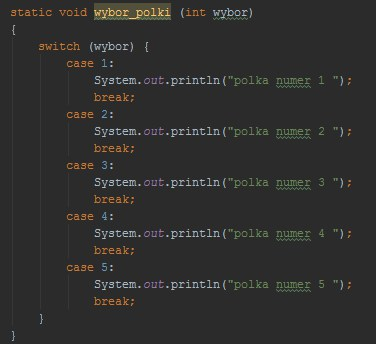 static void wybor_polki (int wybor)
{
switch (wybor) {
case 1:
System.out.println("polka numer 1 ");
break;
case 2:
System.out.println("polka numer 2 ");
break;
case 3:
System.out.println("polka numer 3 ");
break;
case 4:
System.out.println("polka numer 4 ");
break;
case 5:
System.out.println("polka numer 5 ");
break;
}
}